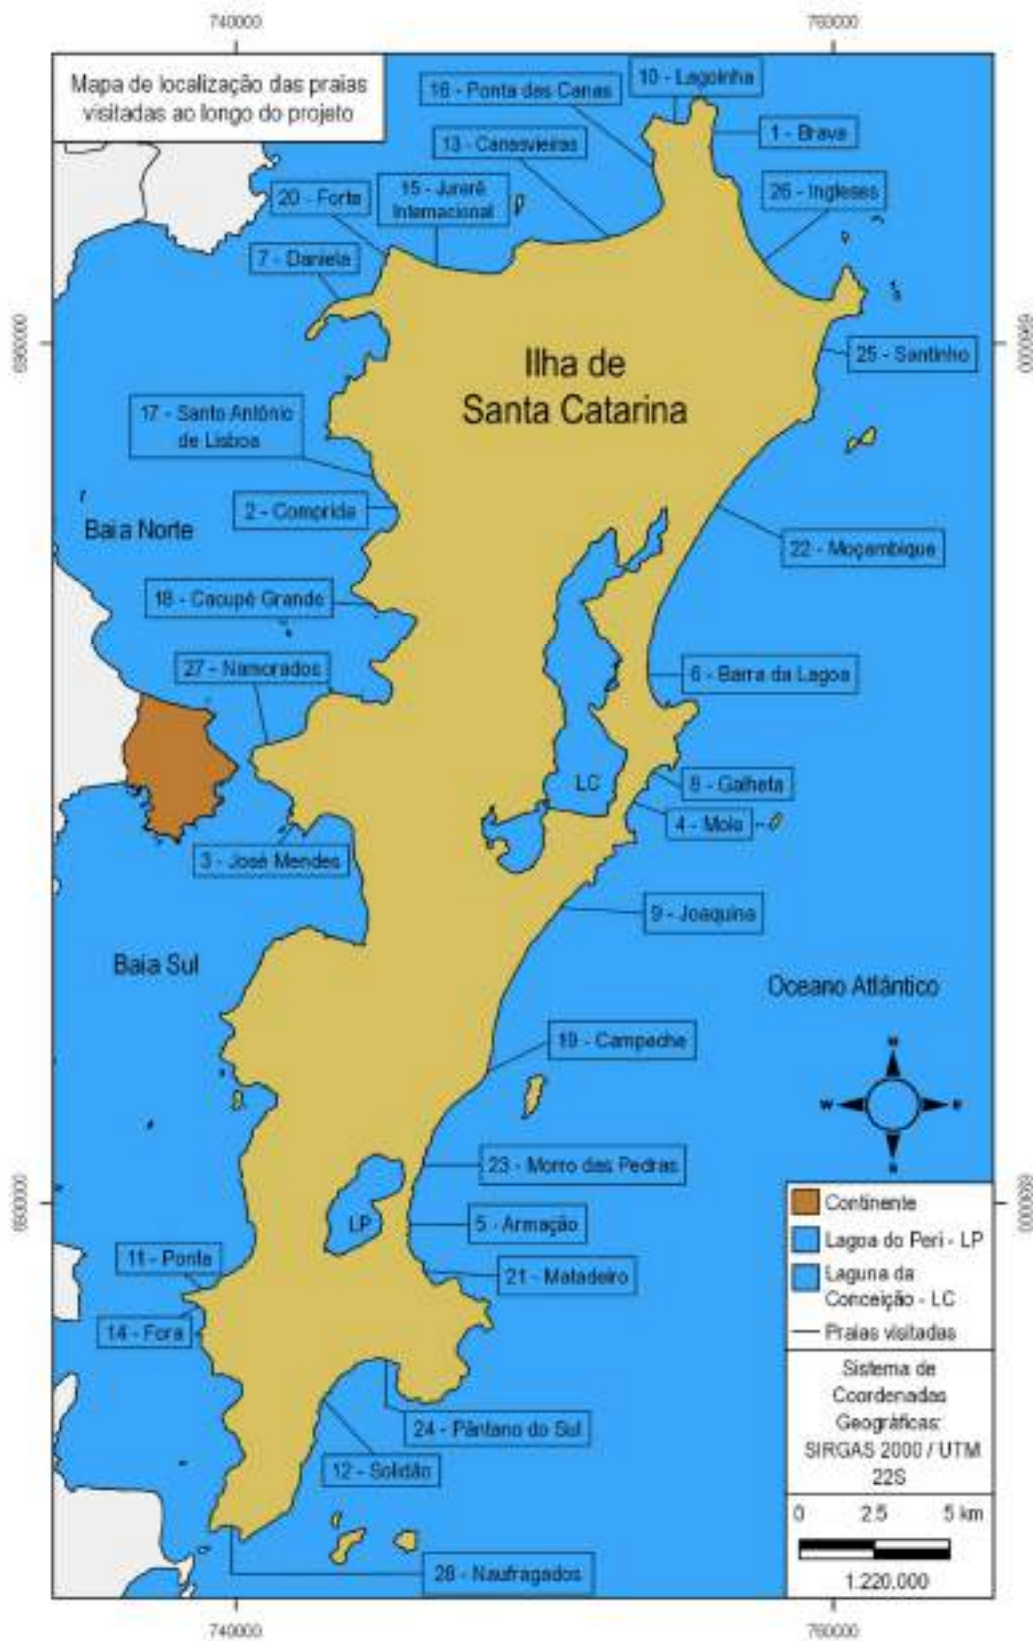 740000
760000
Mapa de localização das praias
visitadas ao longo do projeto
10 - Lagoinha
16 - Ponta das Canas
1 - Brava
13 - Canasvieiras
26 - Ingleses
15 - Jurerê
Internacional
20 - Forte
7 - Daniela
Ilha de
Santa Catarina
25 - Santinho
17 - Santo Antônio
de Lisboa
2 - Comprida
Baia Norte
22 - Moçambique
18 - Cacupé Grande
27 - Namorados
6 - Barra da Lagoa
LC
8 - Galheta
4 - Mole
3 - José Mendes
9 - Joaquina
Baia Sul
Oceano Atlântico
19 - Campeche
N
W
E
S
23 - Morro das Pedras
LP
5 - Armação
11 - Ponta
21 - Matadeiro
14 - Fora
24 - Pântano do Sul
12 - Solidão
28 - Naufragados
Continente
Lagoa do Peri - LP
Laguna da
Conceição - LC
Praias visitadas
Sistema de
Coordenadas
Geográficas:
SIRGAS 2000 / UTM
22S
0 2.5 5 km
1:220.000
740000
760000